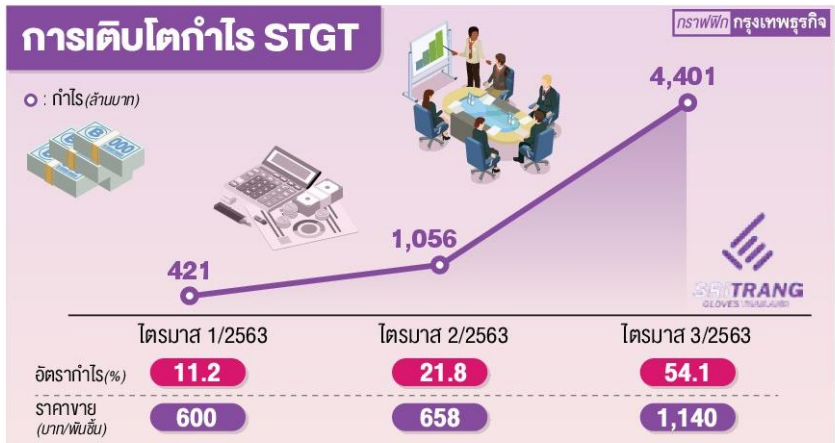 การเติบโตกำไร STGT
กราฟฟิก กรุงเทพธุรกิจ
: กำไร(ล้านบาท)
4,401
1,056
421
SRITRANG
GLOVES THAILAND
ไตรมาส 1/2563 ไตรมาส 2/2563 ไตรมาส 3/2563
อัตรากำไร(%) 11.2 21.8 54.1
ราคาขาย
(บาท/พันชิ้น) 600 658 1,140